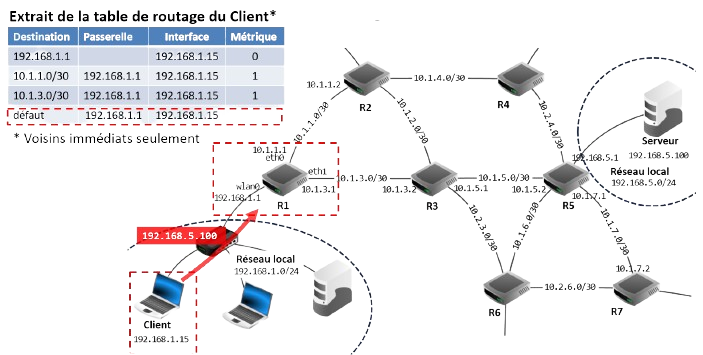 Extrait de la table de routage du Client*
Destination Passerelle Interface Métrique
192.168.1.1 192.168.1.15 0
10.1.1.0/30 192.168.1.1 192.168.1.15 1
10.1.3.0/30 192.168.1.1 192.168.1.15 1
défaut 192.168.1.1 192.168.1.15
* Voisins immédiats seulement
10.1.1.2
R2
10.1.4.0/30
R4
10.1.1.0/30
10.1.2.0/30
10.2.4.0/30
Serveur
192.168.5.100
Réseau local
192.168.5.0/24
192.168.5.1
10.1.1.1
eth0
eth1
wlan0
192.168.1.1
R1
10.1.3.1
10.1.3.0/30
10.1.3.2
R3
10.1.5.1
10.1.5.0/30
10.1.5.2
R5
10.1.7.1
10.2.3.0/30
10.1.6.0/30
10.1.7.0/30
192.168.5.100
Réseau local
192.168.1.0/24
Client
192.168.1.15
R6
10.2.6.0/30
10.1.7.2
R7